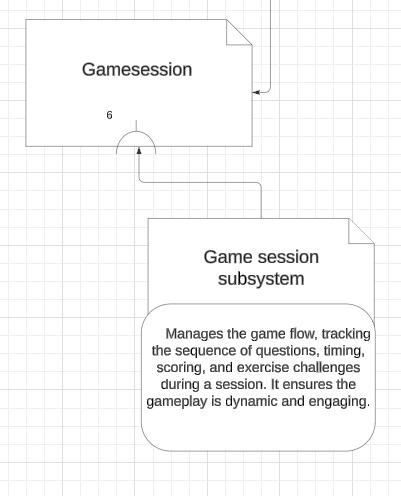 Gamesession
6
Game session
subsystem
Manages the game flow, tracking
the sequence of questions, timing,
scoring, and exercise challenges
during a session. It ensures the
gameplay is dynamic and engaging.